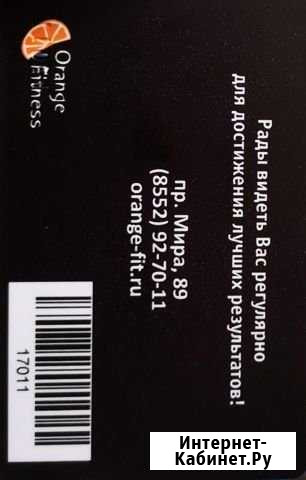 Orange
Fitness
Рады видеть Вас регулярно
для достижения лучших результатов!
пр. Мира, 89
(8552) 92-70-11
orange-fit.ru
17011
Интернет-
Кабинет.Ру